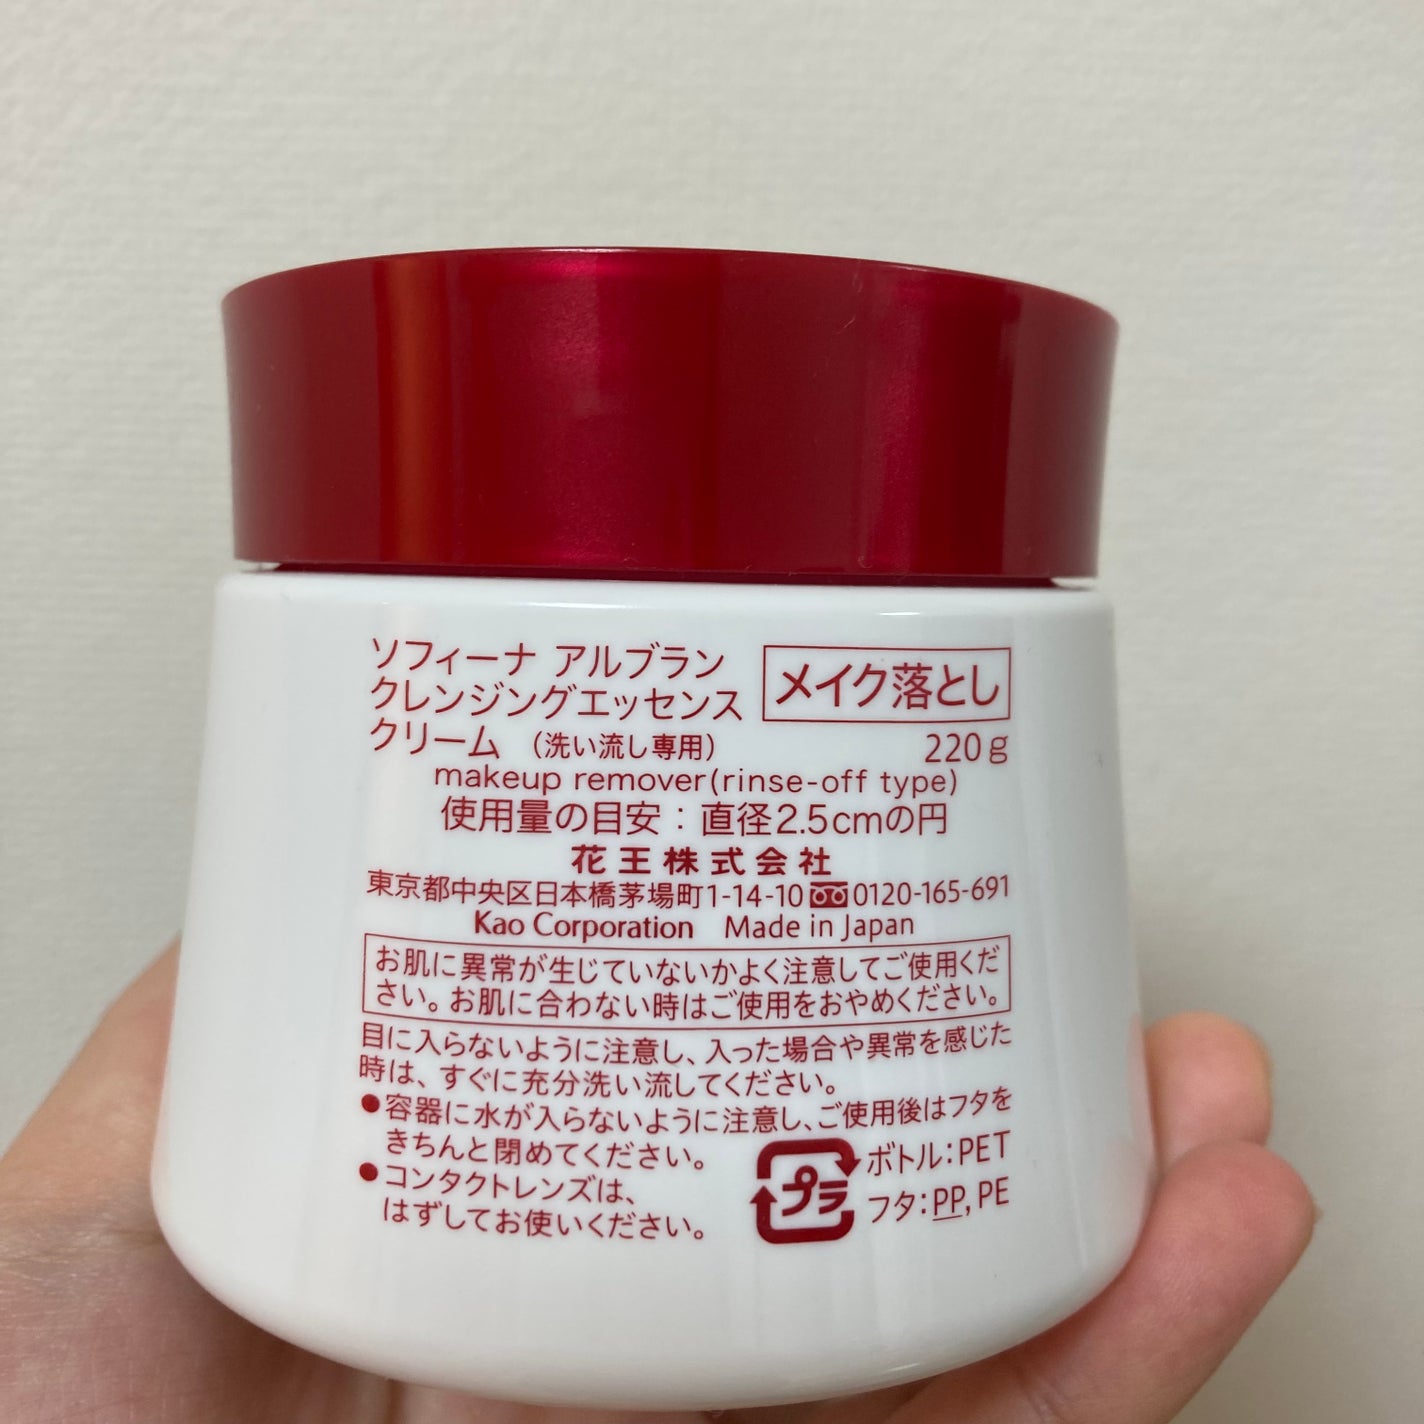 ソフィーナ アルブラン
クレンジングエッセンス
クリーム （洗い流し専用）
メイク落とし
220g
makeup remover(rinse-off type)
使用量の目安：直径2.5cmの円
花王株式会社
東京都中央区日本橋茅場町1-14-10 0120-165-691
Kao Corporation Made in Japan
お肌に異常が生じていないかよく注意してご使用くだ
さい。お肌に合わない時はご使用をおやめください。
目に入らないように注意し、入った場合や異常を感じた
時は、すぐに充分洗い流してください。
●容器に水が入らないように注意し、ご使用後はフタを
きちんと閉めてください。
●コンタクトレンズは、
はずしてお使いください。
プラ
ボトル：PET
フタ：PP, PE